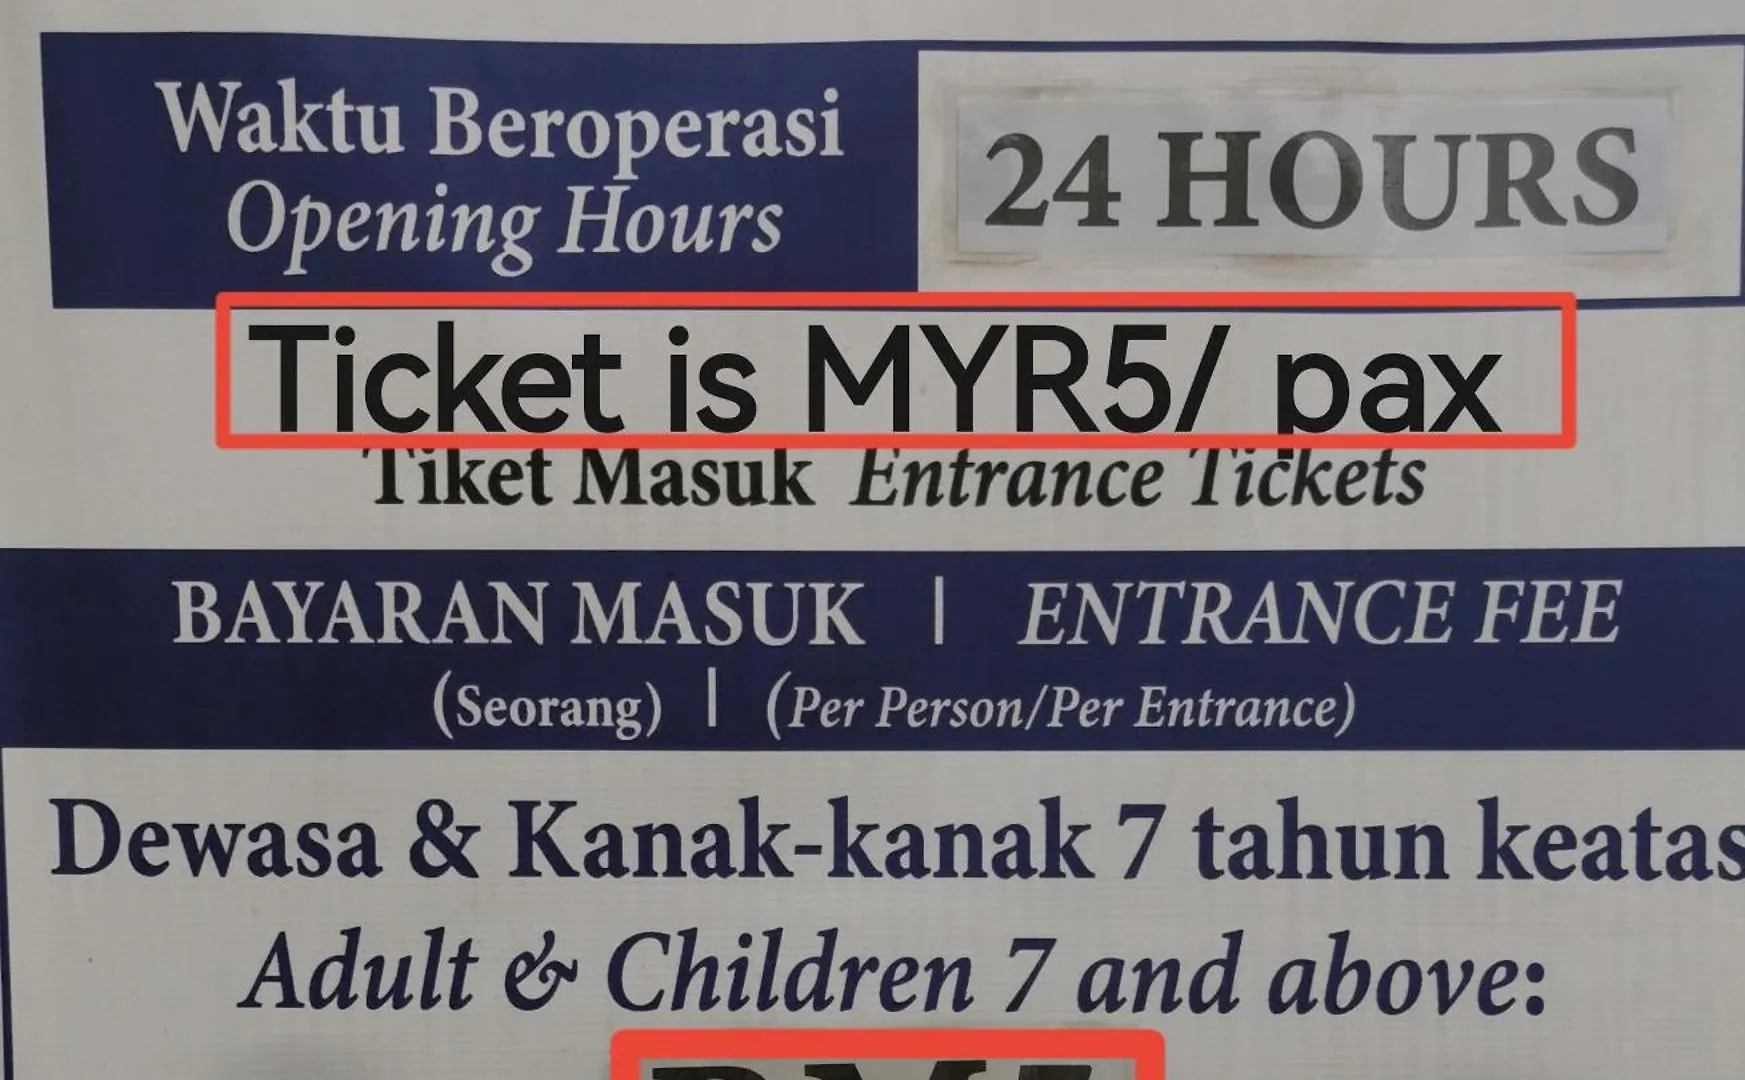 Waktu Beroperasi
Opening Hours
24 HOURS
Ticket is MYR5/ pax
Tiket Masuk Entrance Tickets
BAYARAN MASUK | ENTRANCE FEE
(Seorang) | (Per Person/Per Entrance)
Dewasa & Kanak-kanak 7 tahun keatas
Adult & Children 7 and above: